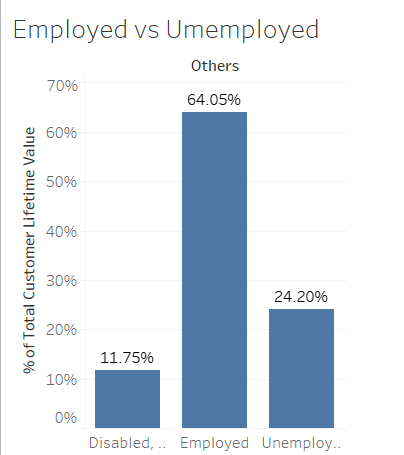 Employed vs Umemployed
Others
% of Total Customer Lifetime Value
70%
60%
50%
40%
30%
20%
10%
0%
64.05%
24.20%
11.75%
Disabled, .. Employed Unemploy..